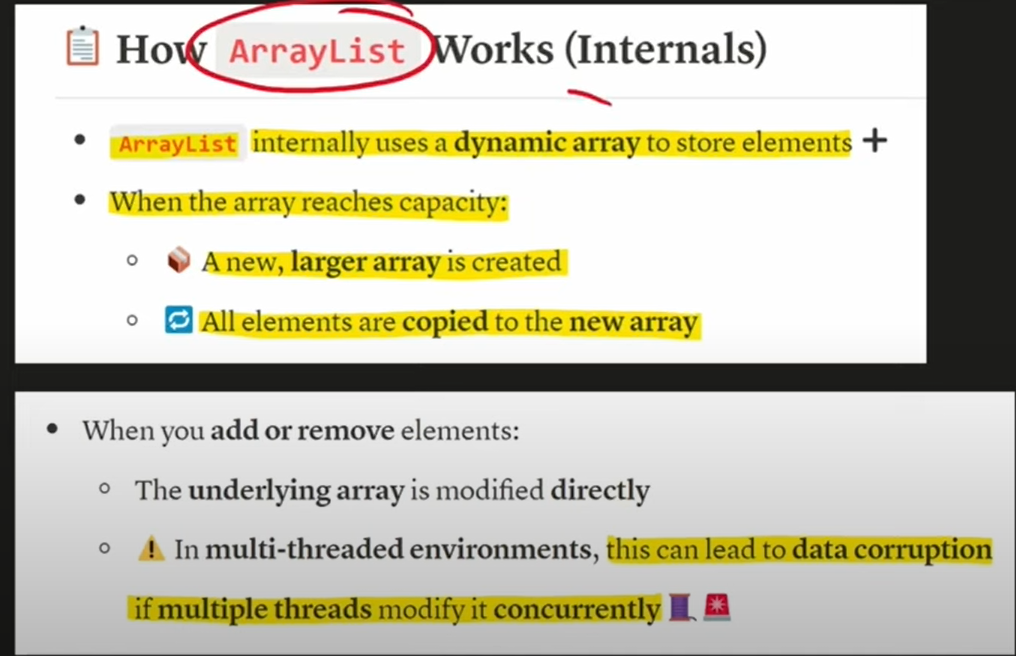 How ArrayList Works (Internals)
ArrayList internally uses a dynamic array to store elements
When the array reaches capacity:
A new, larger array is created
All elements are copied to the new array
When you add or remove elements:
The underlying array is modified directly
In multi-threaded environments, this can lead to data corruption
if multiple threads modify it concurrently